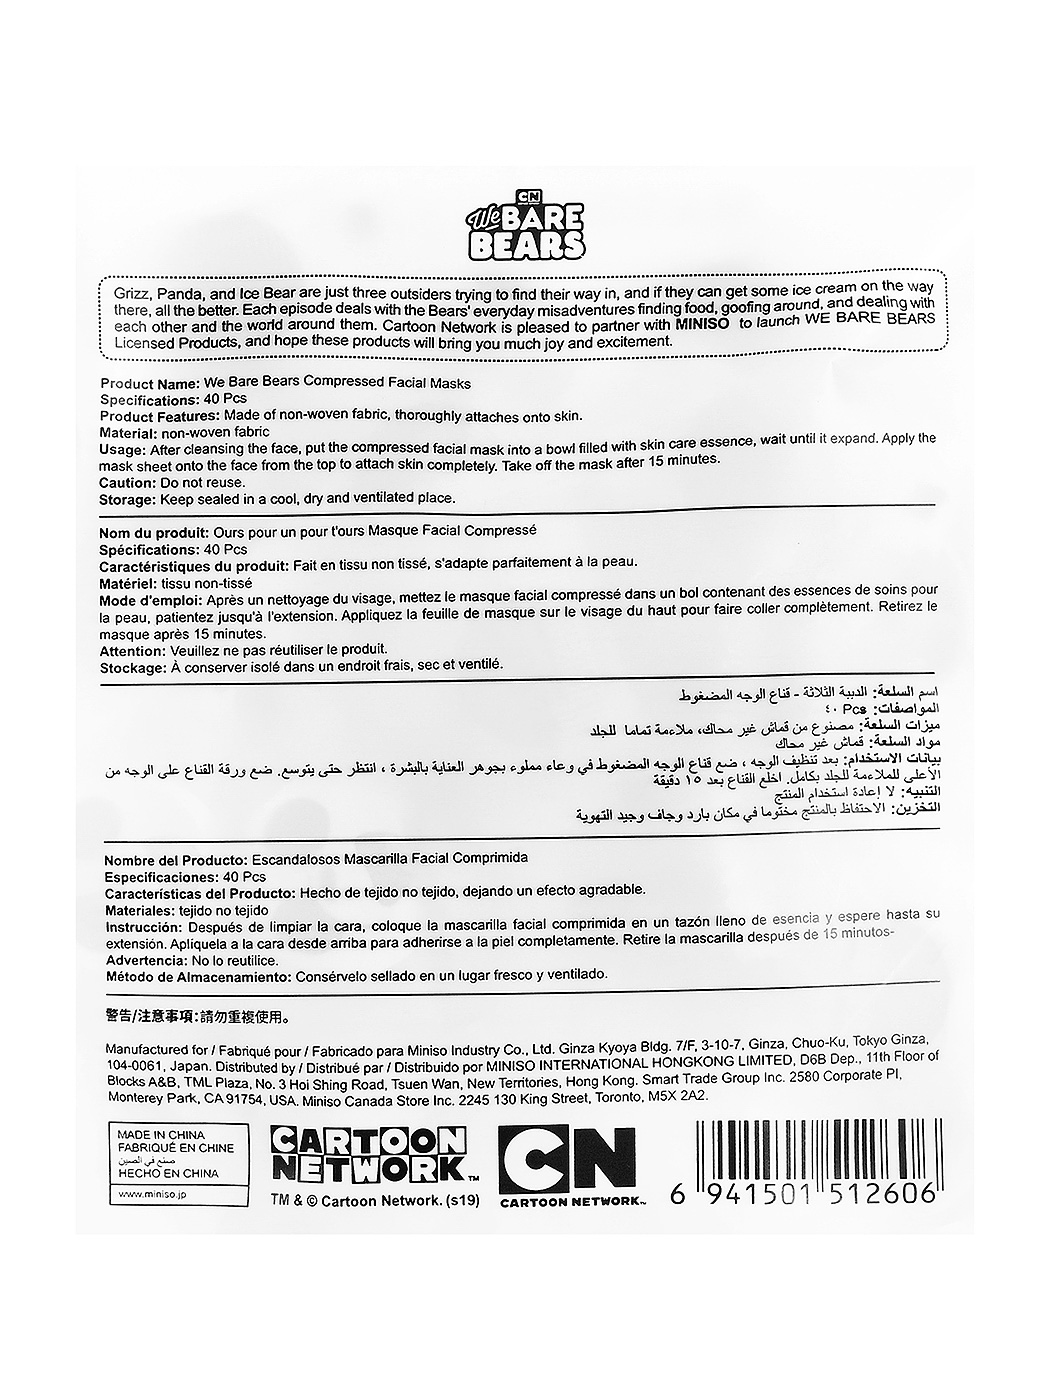 CN
We BARE
BEARS
Grizz, Panda, and Ice Bear are just three outsiders trying to find their way in, and if they can get some ice cream on the way
there, all the better. Each episode deals with the Bears' everyday misadventures finding food, goofing around, and dealing with
each other and the world around them. Cartoon Network is pleased to partner with MINISO to launch WE BARE BEARS
Licensed Products, and hope these products will bring you much joy and excitement.
Product Name: We Bare Bears Compressed Facial Masks
Specifications: 40 Pcs
Product Features: Made of non-woven fabric, thoroughly attaches onto skin.
Material: non-woven fabric
Usage: After cleansing the face, put the compressed facial mask into a bowl filled with skin care essence, wait until it expand. Apply the
mask sheet onto the face from the top to attach skin completely. Take off the mask after 15 minutes.
Caution: Do not reuse.
Storage: Keep sealed in a cool, dry and ventilated place.
Nom du produit: Ours pour un pour t'ours Masque Facial Compressé
Spécifications: 40 Pcs
Caractéristiques du produit: Fait en tissu non tissé, s'adapte parfaitement à la peau.
Matériel: tissu non-tissé
Mode d'emploi: Après un nettoyage du visage, mettez le masque facial compressé dans un bol contenant des essences de soins pour
la peau, patientez jusqu'à l'extension. Appliquez la feuille de masque sur le visage du haut pour faire coller complètement. Retirez le
masque après 15 minutes.
Attention: Veuillez ne pas réutiliser le produit.
Stockage: À conserver isolé dans un endroit frais, sec et ventilé.
اسم السلعة: الدببة الثلاثة - قناع الوجه المضغوط
المواصفات: Pcs ٤٠
ميزات السلعة: مصنوع من قماش غير محاك، ملاءمة تماما للجلد
مواد السلعة: قماش غير محاك
بيانات الاستخدام: بعد تنظيف الوجه ، ضع قناع الوجه المضغوط في وعاء مملوء بجوهر العناية بالبشرة ، انتظر حتى يتوسع. ضع ورقة القناع على الوجه من
الأعلى للملاءمة للجلد بكامل. اخلع القناع بعد ١٥ دقيقة
التنبيه: لا إعادة استخدام المنتج
التخزين: الاحتفاظ بالمنتج مختوما في مكان بارد وجاف وجيد التهوية
Nombre del Producto: Escandalosos Mascarilla Facial Comprimida
Especificaciones: 40 Pcs
Características del Producto: Hecho de tejido no tejido, dejando un efecto agradable.
Materiales: tejido no tejido
Instrucción: Después de limpiar la cara, coloque la mascarilla facial comprimida en un tazón lleno de esencia y espere hasta su
extensión. Aplíquela a la cara desde arriba para adherirse a la piel completamente. Retire la mascarilla después de 15 minutos-
Advertencia: No lo reutilice.
Método de Almacenamiento: Consérvelo sellado en un lugar fresco y ventilado.
警告/注意事項:請勿重複使用。
Manufactured for / Fabriqué pour / Fabricado para Miniso Industry Co., Ltd. Ginza Kyoya Bldg. 7/F, 3-10-7, Ginza, Chuo-Ku, Tokyo Ginza,
104-0061, Japan. Distributed by / Distribué par / Distribuido por MINISO INTERNATIONAL HONGKONG LIMITED, D6B Dep., 11th Floor of
Blocks A&B, TML Plaza, No. 3 Hoi Shing Road, Tsuen Wan, New Territories, Hong Kong. Smart Trade Group Inc. 2580 Corporate Pl,
Monterey Park, CA 91754, USA. Miniso Canada Store Inc. 2245 130 King Street, Toronto, M5X 2A2.
MADE IN CHINA
FABRIQUÉ EN CHINE
صنع في الصين
HECHO EN CHINA
www.miniso.jp
CARTOON
NETWORK™
TM & © Cartoon Network. (s19)
CN
CARTOON NETWORK™
6 941501 512606